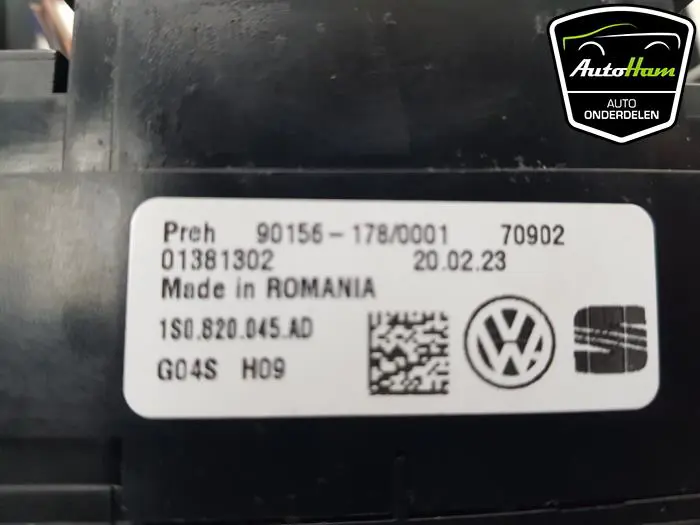 AutoHam
AUTO
ONDERDELEN
Preh 90156-178/0001 70902
01381302 20.02.23
Made in ROMANIA
1S0.820.045.AD
G04S H09